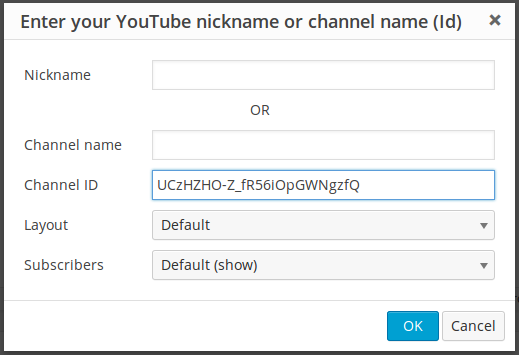 Enter your YouTube nickname or channel name (Id) ×
Nickname
OR
Channel name
Channel ID UCzHZHO-Z_fR56iOpGWNgzfQ
Layout Default
Subscribers Default (show)
OK Cancel